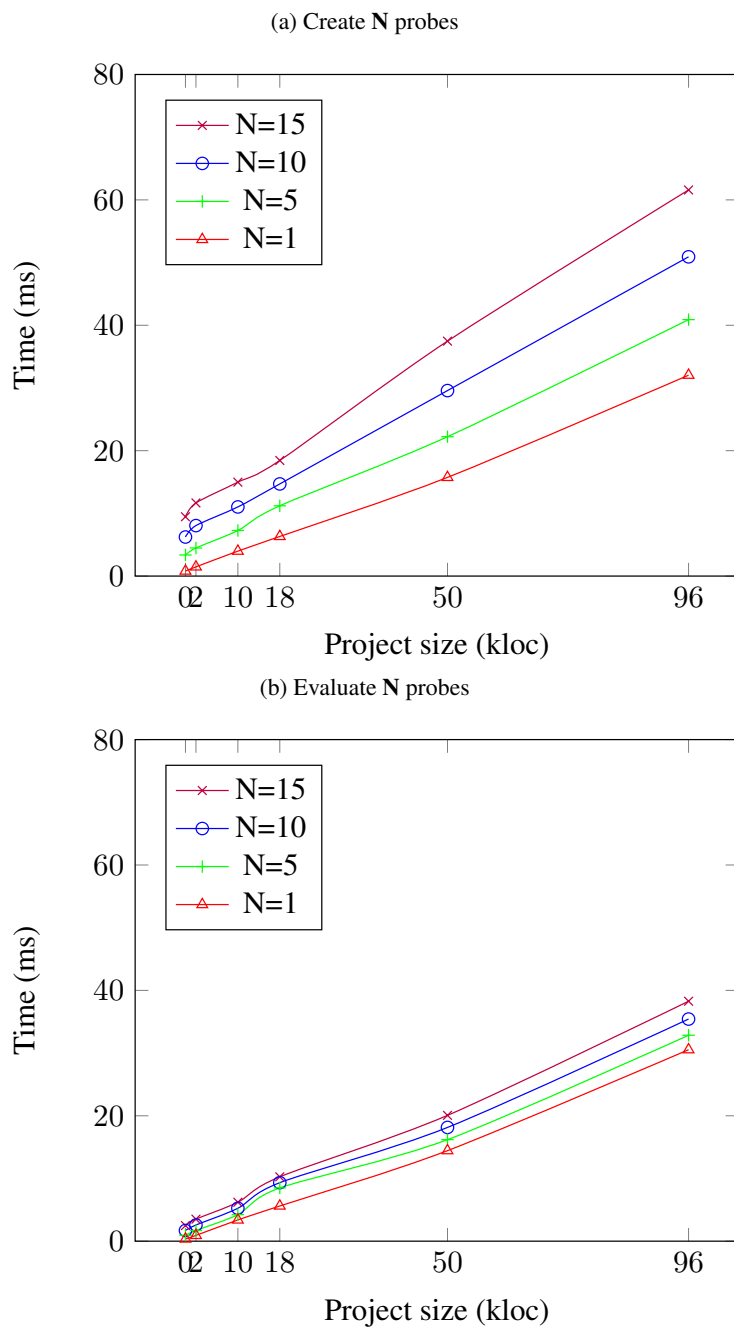 (a) Create N probes
80
60
40
20
0
Time (ms)
N=15
N=10
N=5
N=1
0 2 10 18 50 96
Project size (kloc)
(b) Evaluate N probes
80
60
40
20
0
Time (ms)
N=15
N=10
N=5
N=1
0 2 10 18 50 96
Project size (kloc)